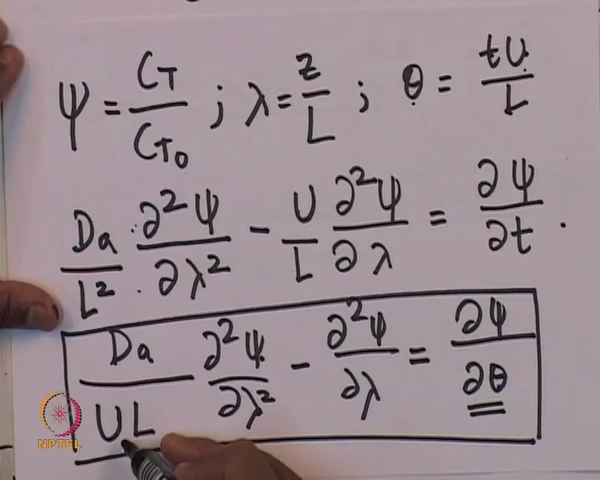 ψ = C_T / C_T0 ; λ = z / L ; θ = tU / L
Da / L² · ∂²ψ / ∂λ² - U / L ∂²ψ / ∂λ = ∂ψ / ∂t .
Da / UL ∂²ψ / ∂λ² - ∂²ψ / ∂λ = ∂ψ / ∂θ
NPTEL